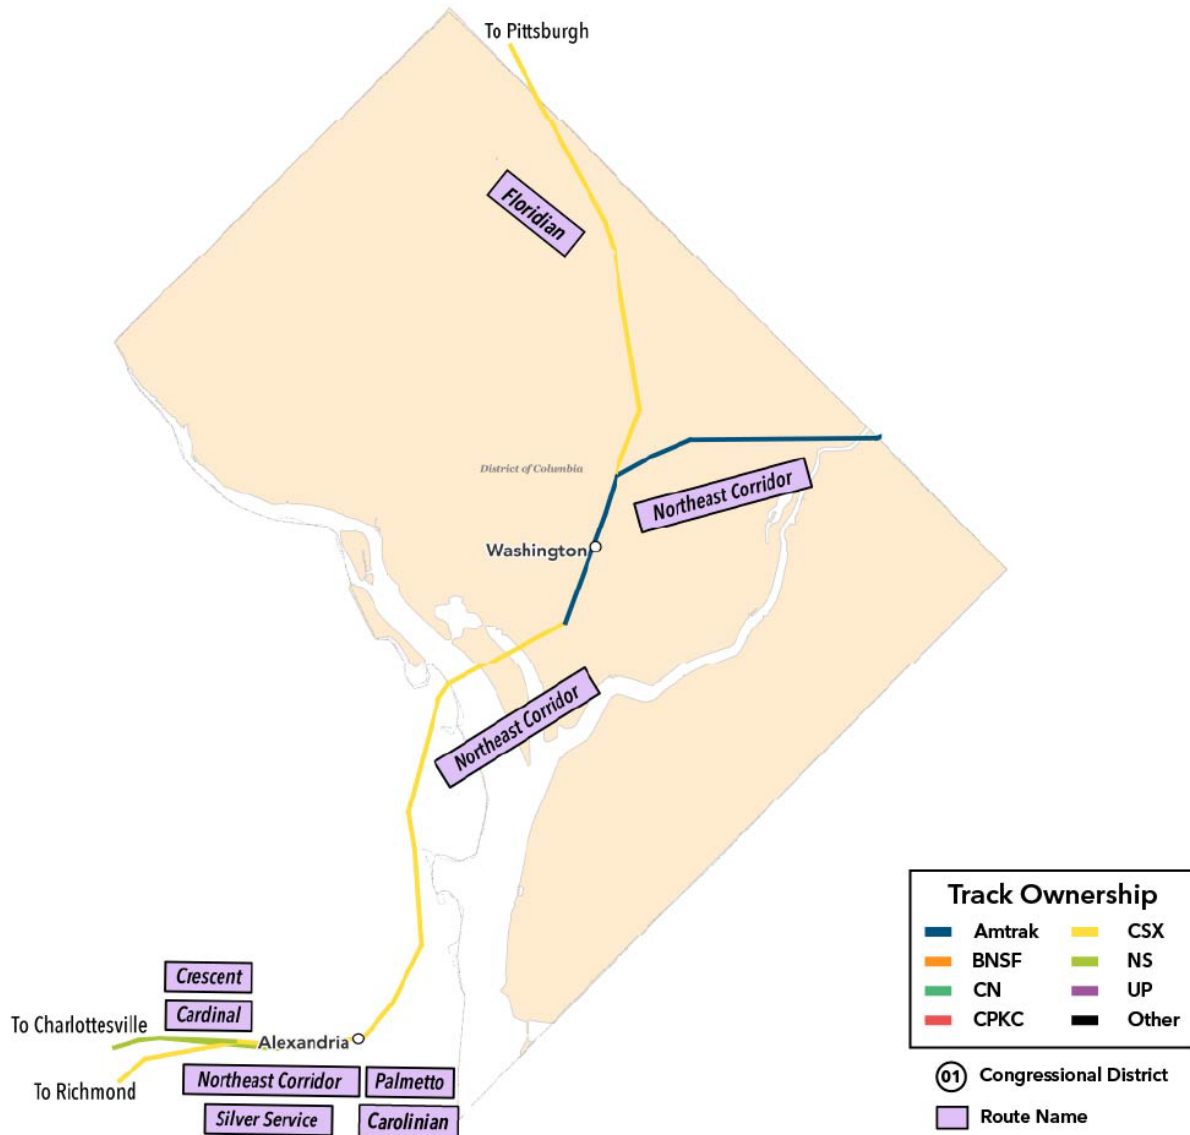 To Pittsburgh
Floridian
District of Columbia
Northeast Corridor
Washington
Northeast Corridor
Crescent
Cardinal
To Charlottesville
Alexandria
To Richmond
Northeast Corridor
Palmetto
Silver Service
Carolinian
Track Ownership
Amtrak
CSX
BNSF
NS
CN
UP
CPKC
Other
01 Congressional District
Route Name